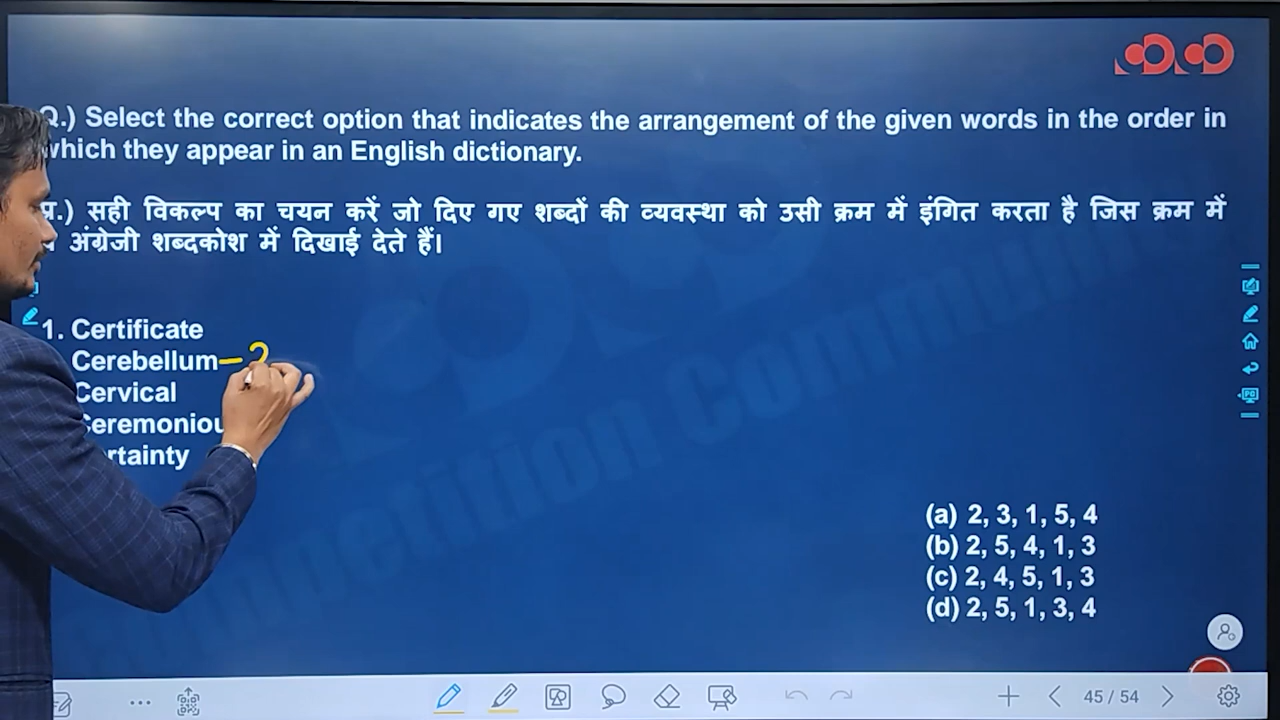 Q.) Select the correct option that indicates the arrangement of the given words in the order in
which they appear in an English dictionary.
प्र.) सही विकल्प का चयन करें जो दिए गए शब्दों की व्यवस्था को उसी क्रम में इंगित करता है जिस क्रम में
अंग्रेजी शब्दकोश में दिखाई देते हैं।
1. Certificate
Cerebellum – 2
Cervical
Ceremoniou
rtainty
(a) 2, 3, 1, 5, 4
(b) 2, 5, 4, 1, 3
(c) 2, 4, 5, 1, 3
(d) 2, 5, 1, 3, 4
45 / 54